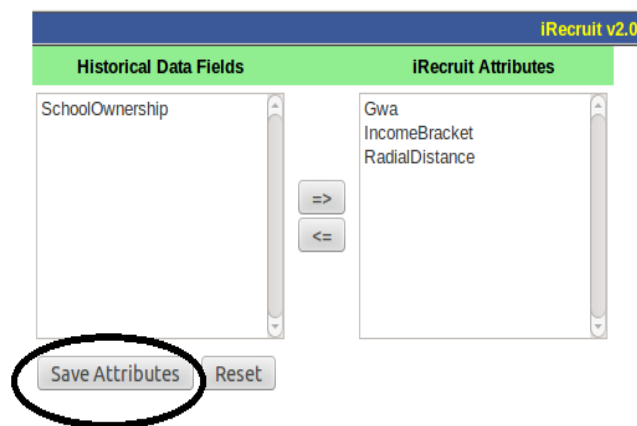 iRecruit v2.0
Historical Data Fields iRecruit Attributes
SchoolOwnership
Gwa
IncomeBracket
RadialDistance
=>
<=
Save Attributes Reset